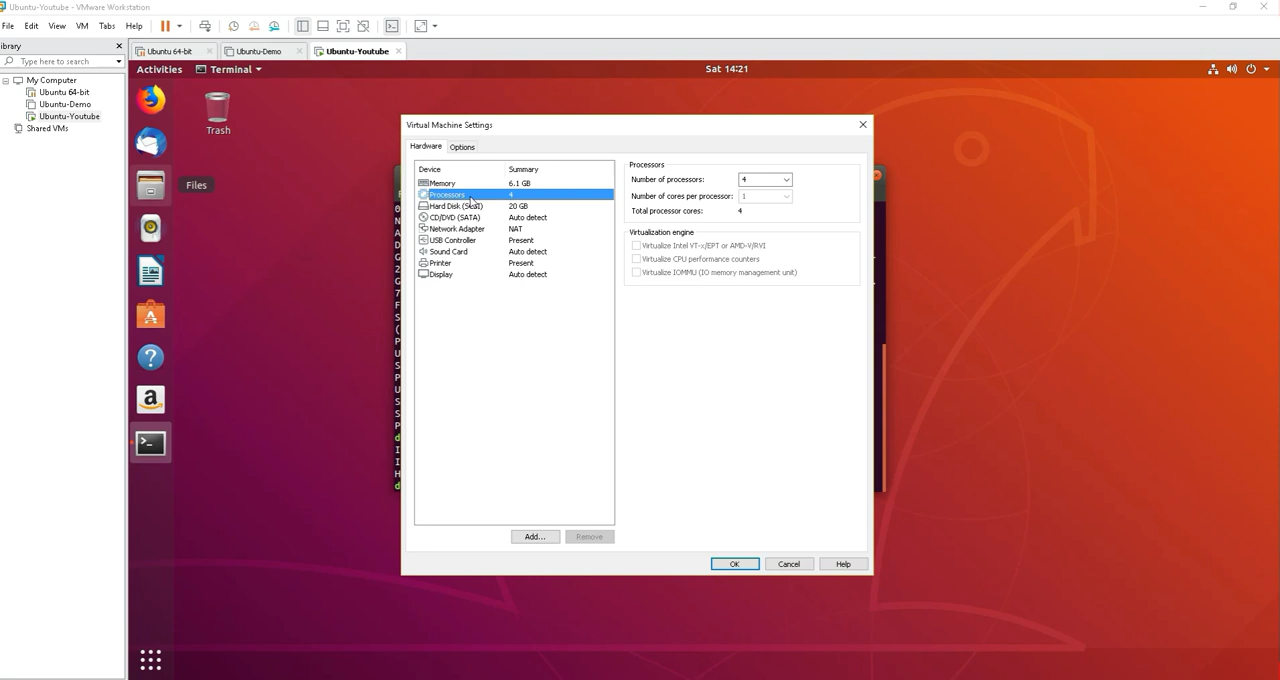 Ubuntu-Youtube - VMware Workstation
File Edit View VM Tabs Help
ibrary
Type here to search
My Computer
Ubuntu 64-bit
Ubuntu-Demo
Ubuntu-Youtube
Shared VMs
Ubuntu 64-bit Ubuntu-Demo Ubuntu-Youtube
Activities Terminal Sat 14:21
Trash
Files
Virtual Machine Settings
Hardware Options
Device Summary
Memory 6.1 GB
Processors 4
Hard Disk (SCSI) 20 GB
CD/DVD (SATA) Auto detect
Network Adapter NAT
USB Controller Present
Sound Card Auto detect
Printer Present
Display Auto detect
Add... Remove
Processors
Number of processors: 4
Number of cores per processor: 1
Total processor cores: 4
Virtualization engine
Virtualize Intel VT-x/EPT or AMD-V/RVI
Virtualize CPU performance counters
Virtualize IOMMU (IO memory management unit)
OK Cancel Help